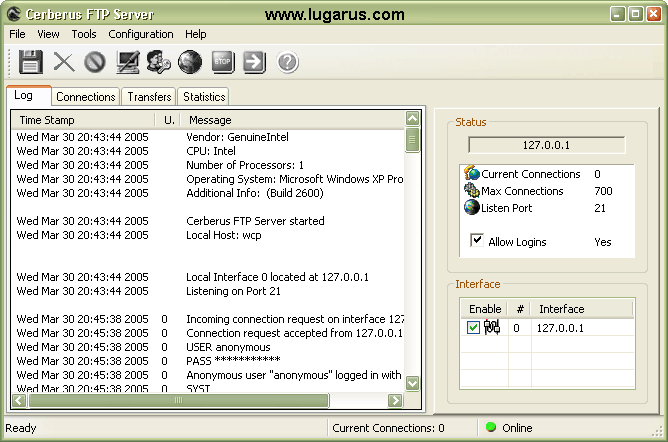 Cerberus FTP Server www.lugarus.com
File View Tools Configuration Help
STOP
Log Connections Transfers Statistics
Time Stamp U. Message
Wed Mar 30 20:43:44 2005 Vendor: GenuineIntel
Wed Mar 30 20:43:44 2005 CPU: Intel
Wed Mar 30 20:43:44 2005 Number of Processors: 1
Wed Mar 30 20:43:44 2005 Operating System: Microsoft Windows XP Pro
Wed Mar 30 20:43:44 2005 Additional Info: (Build 2600)
Wed Mar 30 20:43:44 2005 Cerberus FTP Server started
Wed Mar 30 20:43:44 2005 Local Host: wcp
Wed Mar 30 20:43:44 2005 Local Interface 0 located at 127.0.0.1
Wed Mar 30 20:43:44 2005 Listening on Port 21
Wed Mar 30 20:45:38 2005 0 Incoming connection request on interface 127
Wed Mar 30 20:45:38 2005 0 Connection request accepted from 127.0.0.1
Wed Mar 30 20:45:38 2005 0 USER anonymous
Wed Mar 30 20:45:38 2005 0 PASS ***********
Wed Mar 30 20:45:38 2005 0 Anonymous user "anonymous" logged in with
Wed Mar 30 20:45:38 2005 0 SYST
Status
127.0.0.1
Current Connections 0
Max Connections 700
Listen Port 21
Allow Logins Yes
Interface
Enable # Interface
0 127.0.0.1
Ready Current Connections: 0 Online